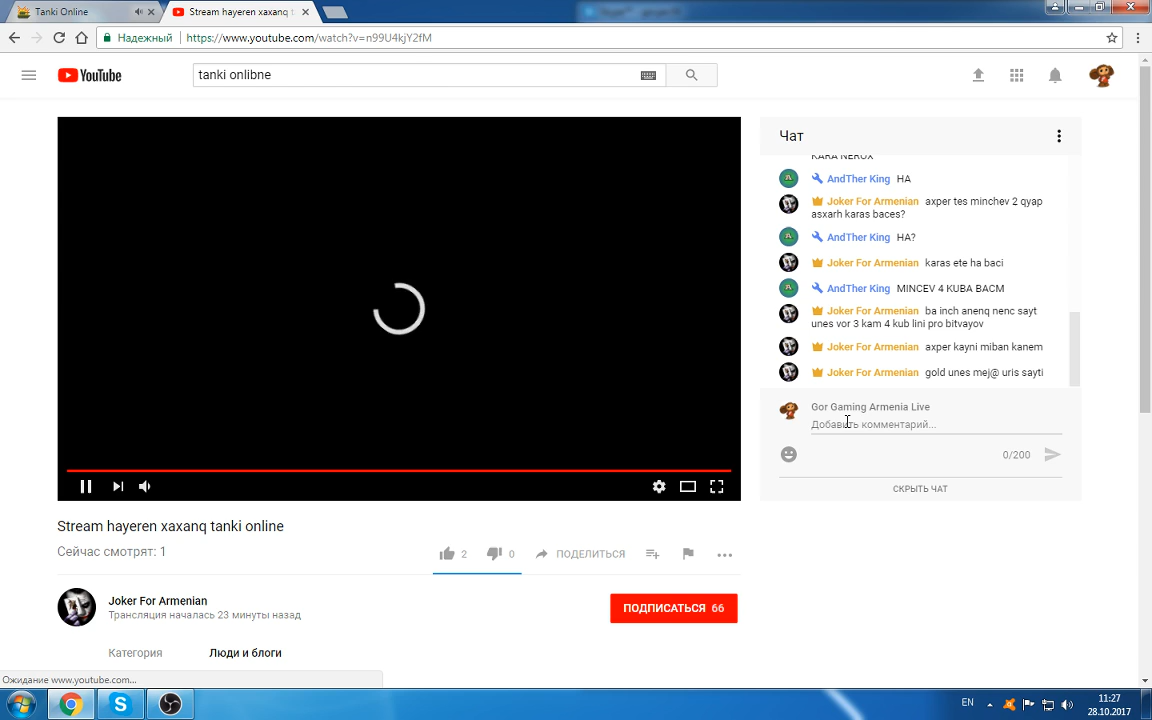 Tanki Online
Stream hayeren xaxanq t
Надежный
https://www.youtube.com/watch?v=n99U4kjY2fM
YouTube
tanki onlibne
Чат
KARA NEROX
AndTher King HA
Joker For Armenian axper tes minchev 2 qyap
asxarh karas baces?
AndTher King HA?
Joker For Armenian karas ete ha baci
AndTher King MINCEV 4 KUBA BACM
Joker For Armenian ba inch anenq nenc sayt
unes vor 3 kam 4 kub lini pro bitvayov
Joker For Armenian axper kayni miban kanem
Joker For Armenian gold unes mej@ uris sayti
Gor Gaming Armenia Live
Добавить комментарий...
0/200
СКРЫТЬ ЧАТ
Stream hayeren xaxanq tanki online
Сейчас смотрят: 1
2
0
ПОДЕЛИТЬСЯ
Joker For Armenian
Трансляция началась 23 минуты назад
ПОДПИСАТЬСЯ 66
Категория
Люди и блоги
Ожидание www.youtube.com...
EN
11:27
28.10.2017